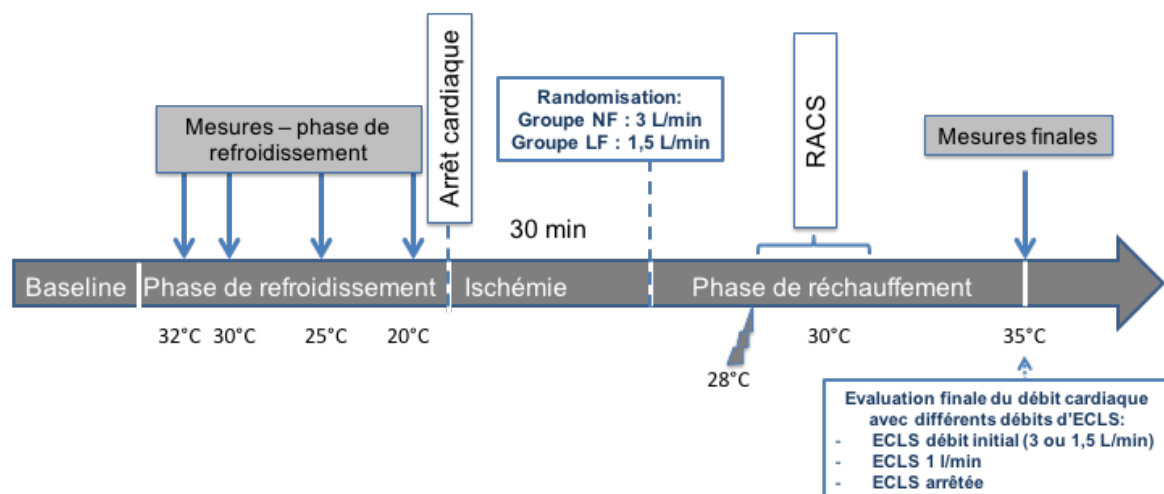 Mesures – phase de
refroidissement
Arrêt cardiaque
Randomisation:
Groupe NF : 3 L/min
Groupe LF : 1,5 L/min
RACS
Mesures finales
30 min
Baseline
Phase de refroidissement
Ischémie
Phase de réchauffement
32°C
30°C
25°C
20°C
28°C
30°C
35°C
Evaluation finale du débit cardiaque
avec différents débits d'ECLS:
- ECLS débit initial (3 ou 1,5 L/min)
- ECLS 1 l/min
- ECLS arrêtée